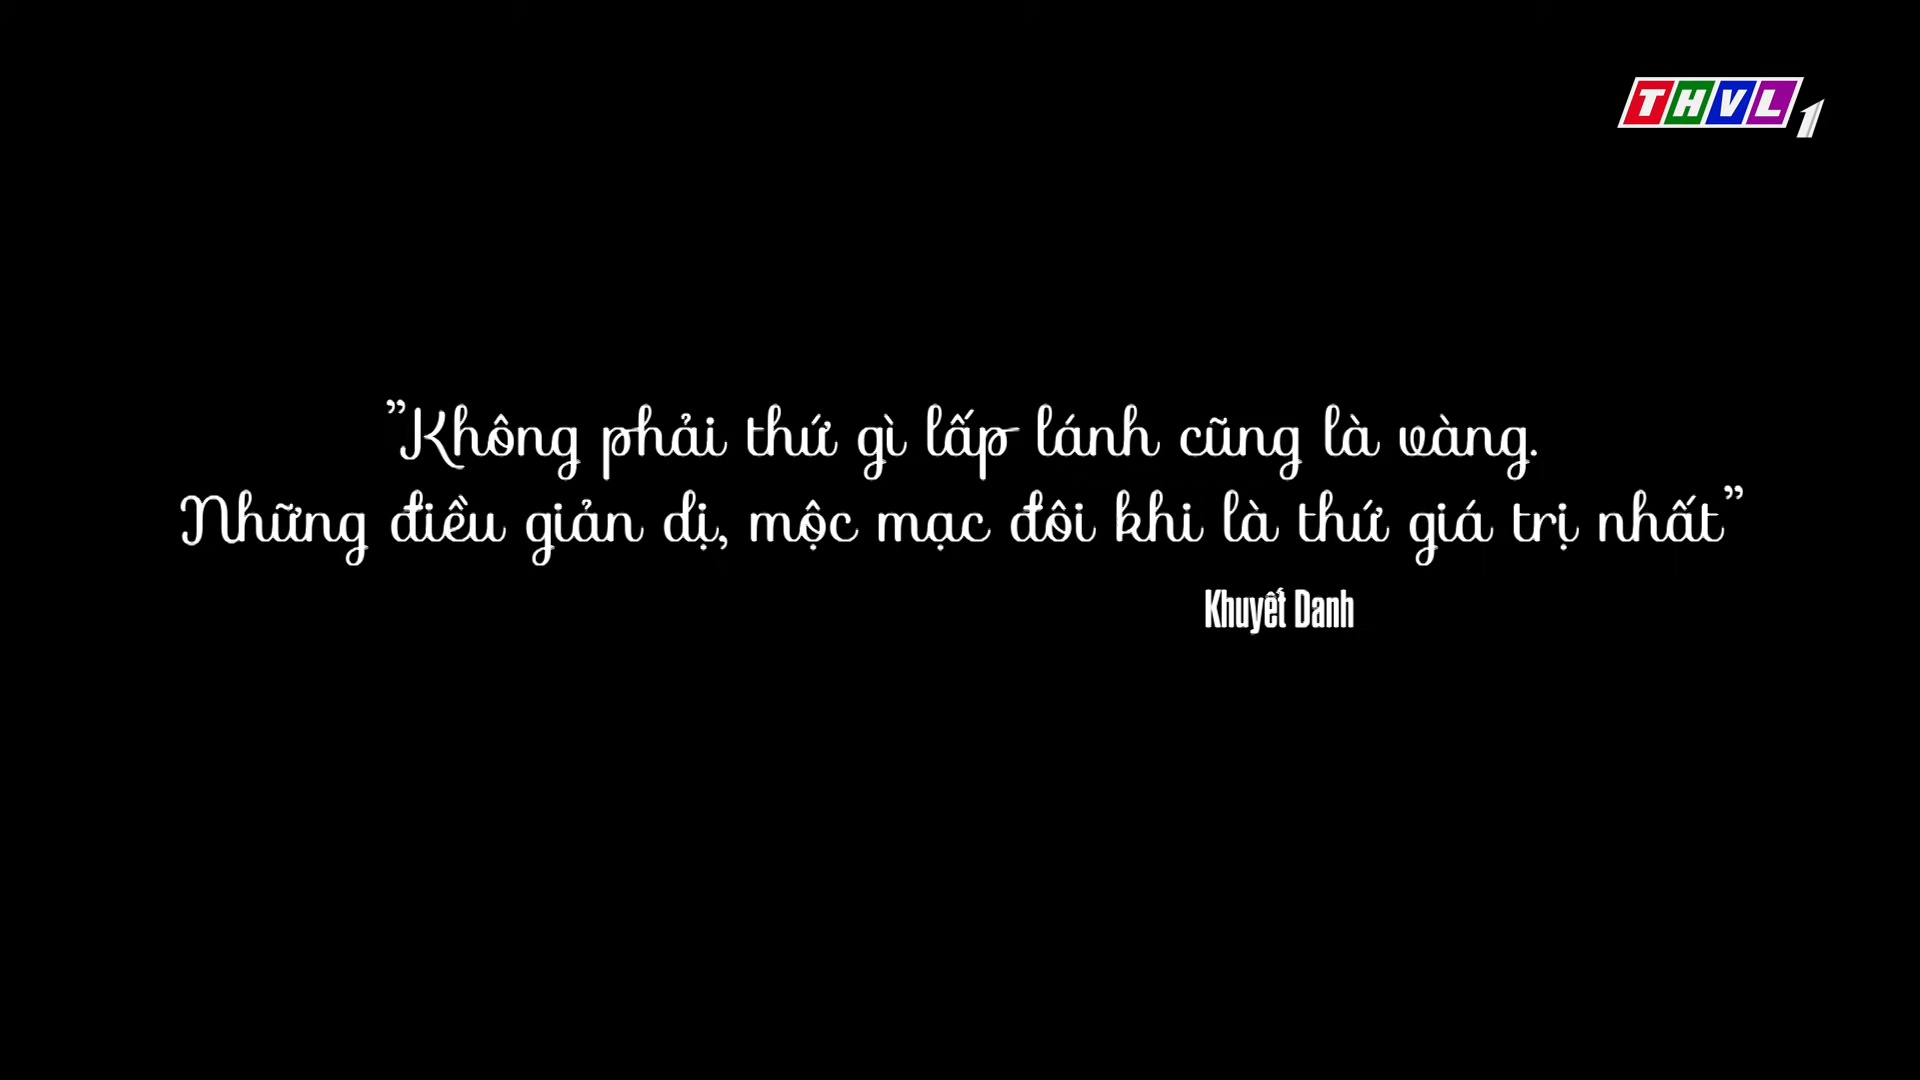 THVL1
”Không phải thứ gì lấp lánh cũng là vàng.
Những điều giản dị, mộc mạc đôi khi là thứ giá trị nhất”
Khuyết Danh